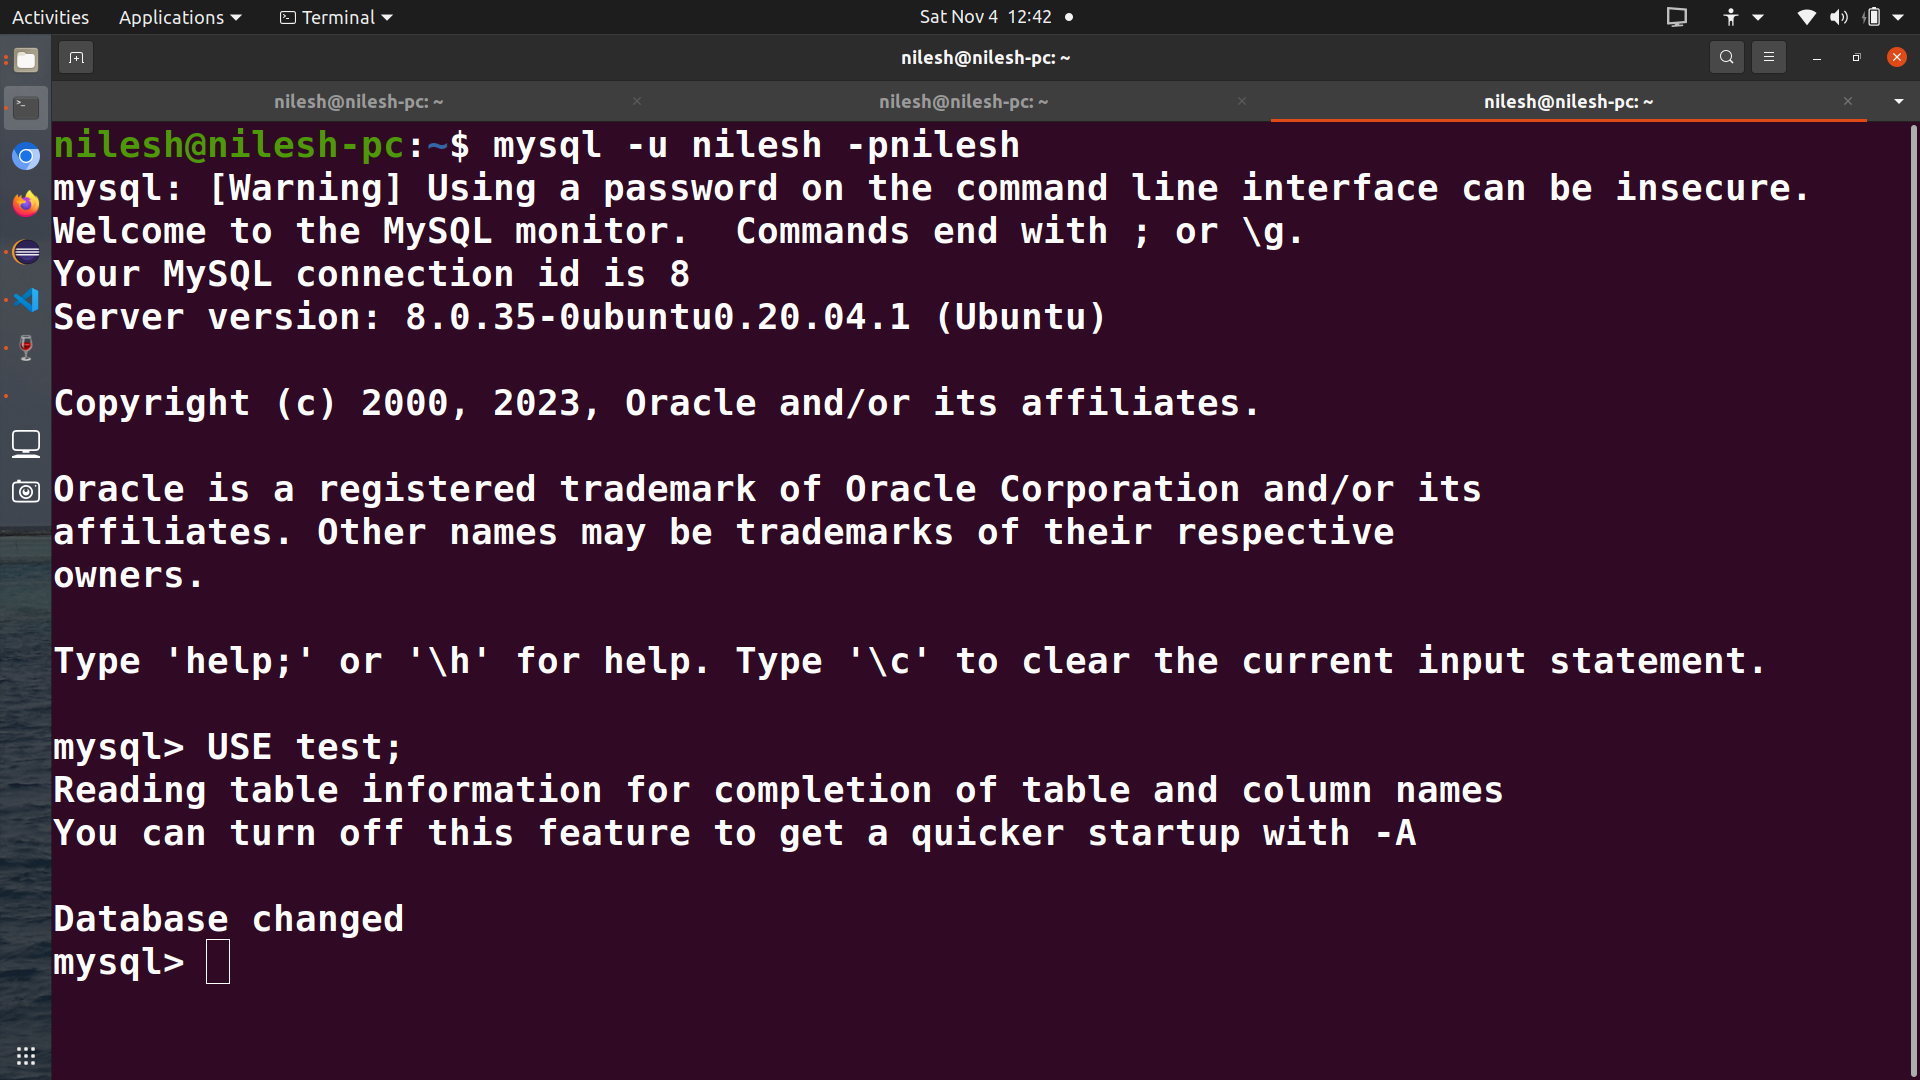 Activities Applications Terminal Sat Nov 4 12:42
nilesh@nilesh-pc: ~
nilesh@nilesh-pc: ~ nilesh@nilesh-pc: ~ nilesh@nilesh-pc: ~
nilesh@nilesh-pc:~$ mysql -u nilesh -pnilesh
mysql: [Warning] Using a password on the command line interface can be insecure.
Welcome to the MySQL monitor.  Commands end with ; or \g.
Your MySQL connection id is 8
Server version: 8.0.35-0ubuntu0.20.04.1 (Ubuntu)
Copyright (c) 2000, 2023, Oracle and/or its affiliates.
Oracle is a registered trademark of Oracle Corporation and/or its
affiliates. Other names may be trademarks of their respective
owners.
Type 'help;' or '\h' for help. Type '\c' to clear the current input statement.
mysql> USE test;
Reading table information for completion of table and column names
You can turn off this feature to get a quicker startup with -A
Database changed
mysql>